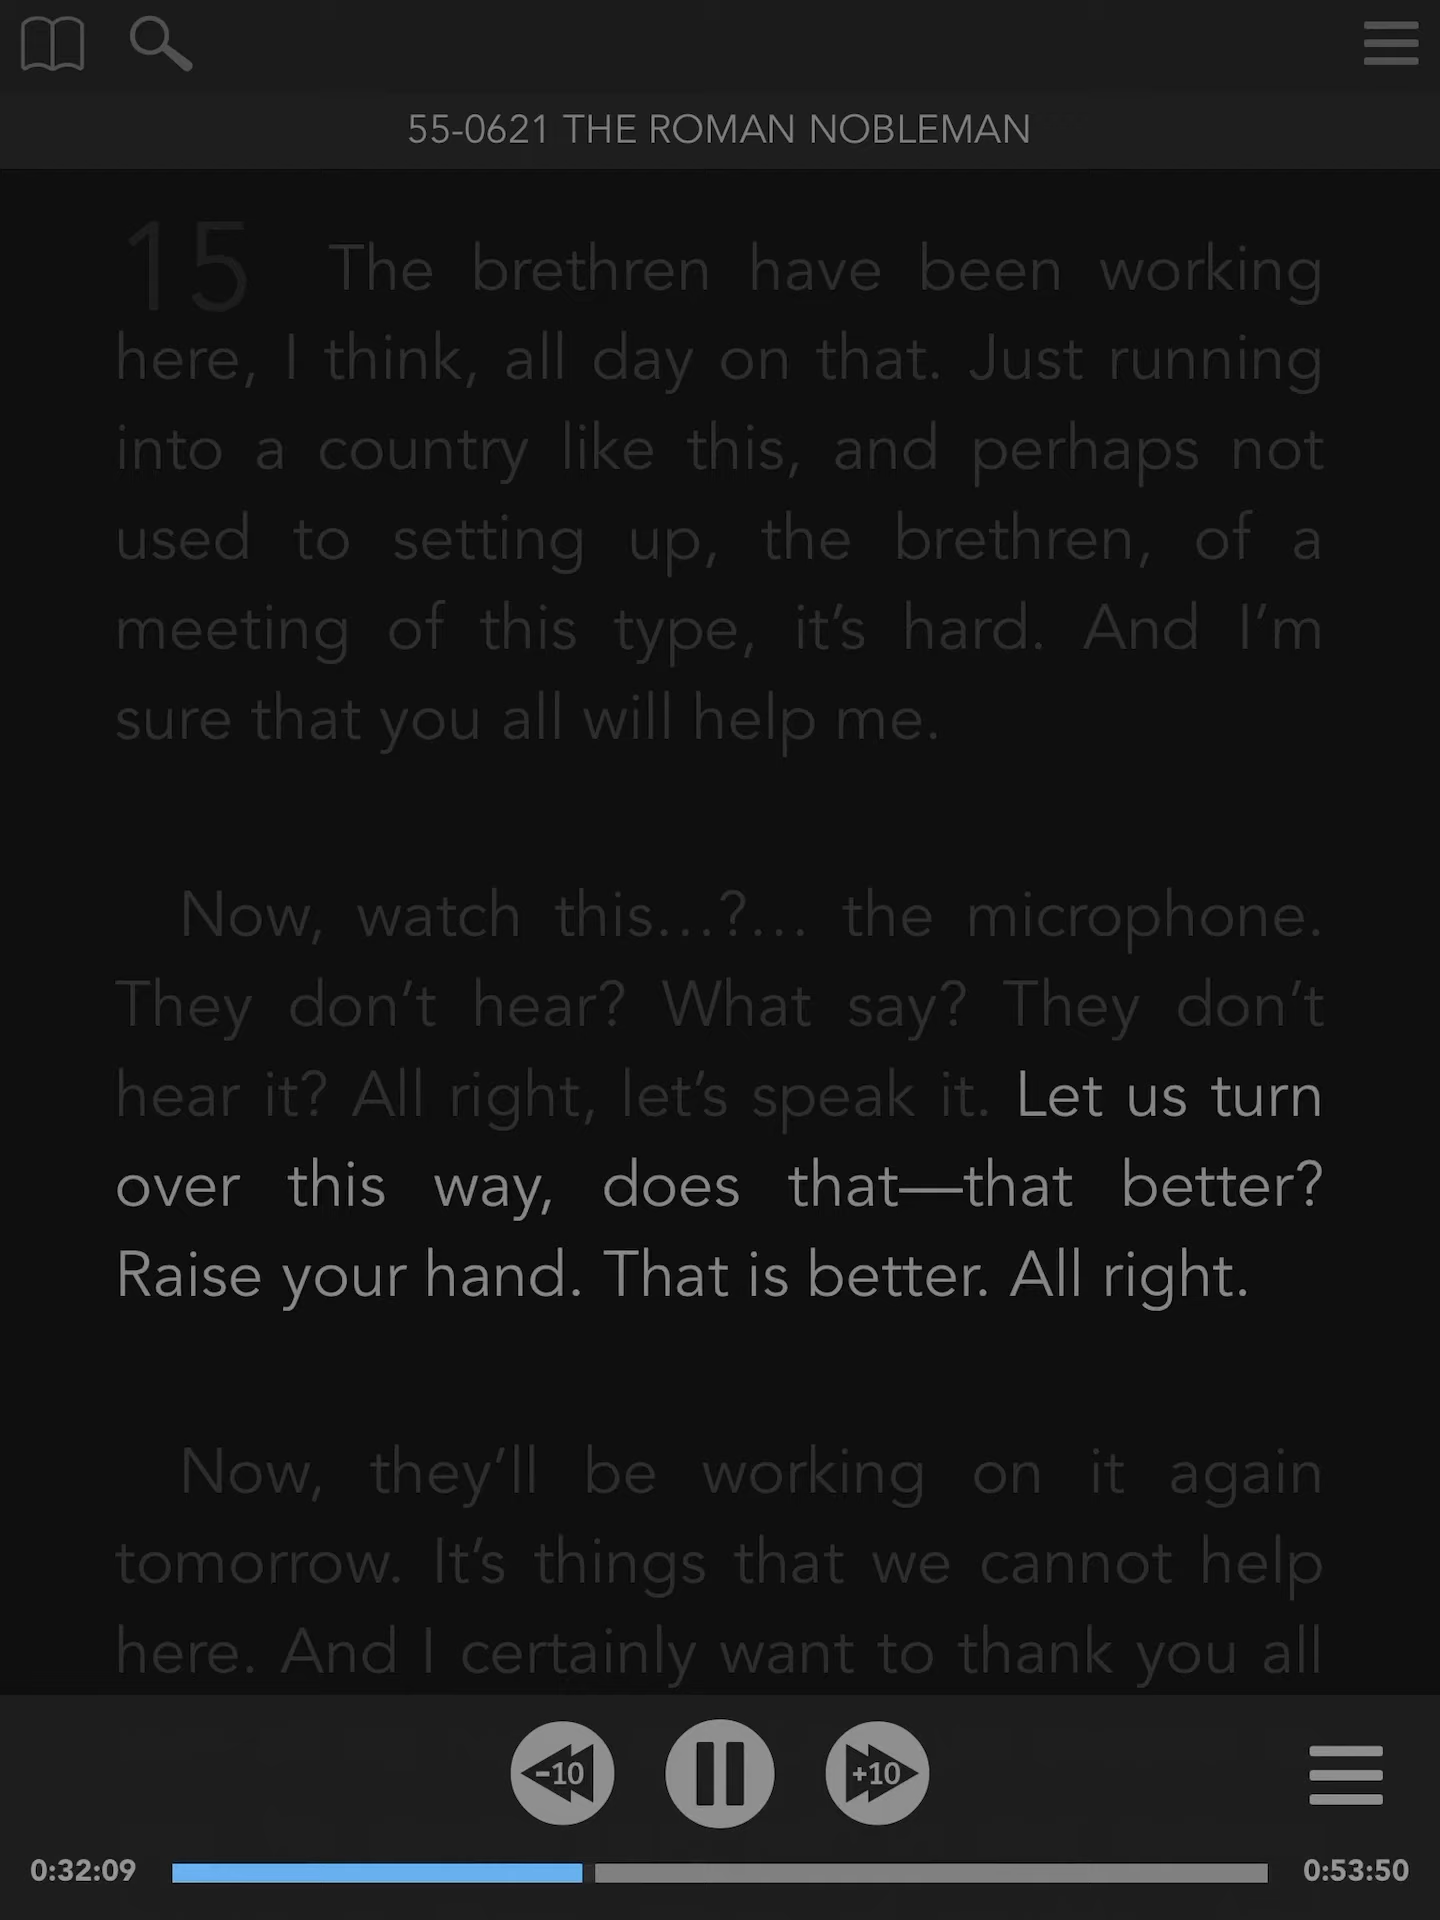 55-0621 THE ROMAN NOBLEMAN
15 The brethren have been working
here, I think, all day on that. Just running
into a country like this, and perhaps not
used to setting up, the brethren, of a
meeting of this type, it’s hard. And I’m
sure that you all will help me.
Now, watch this…?… the microphone.
They don’t hear? What say? They don’t
hear it? All right, let’s speak it. Let us turn
over this way, does that—that better?
Raise your hand. That is better. All right.
Now, they’ll be working on it again
tomorrow. It’s things that we cannot help
here. And I certainly want to thank you all
-10 +10
0:32:09 0:53:50